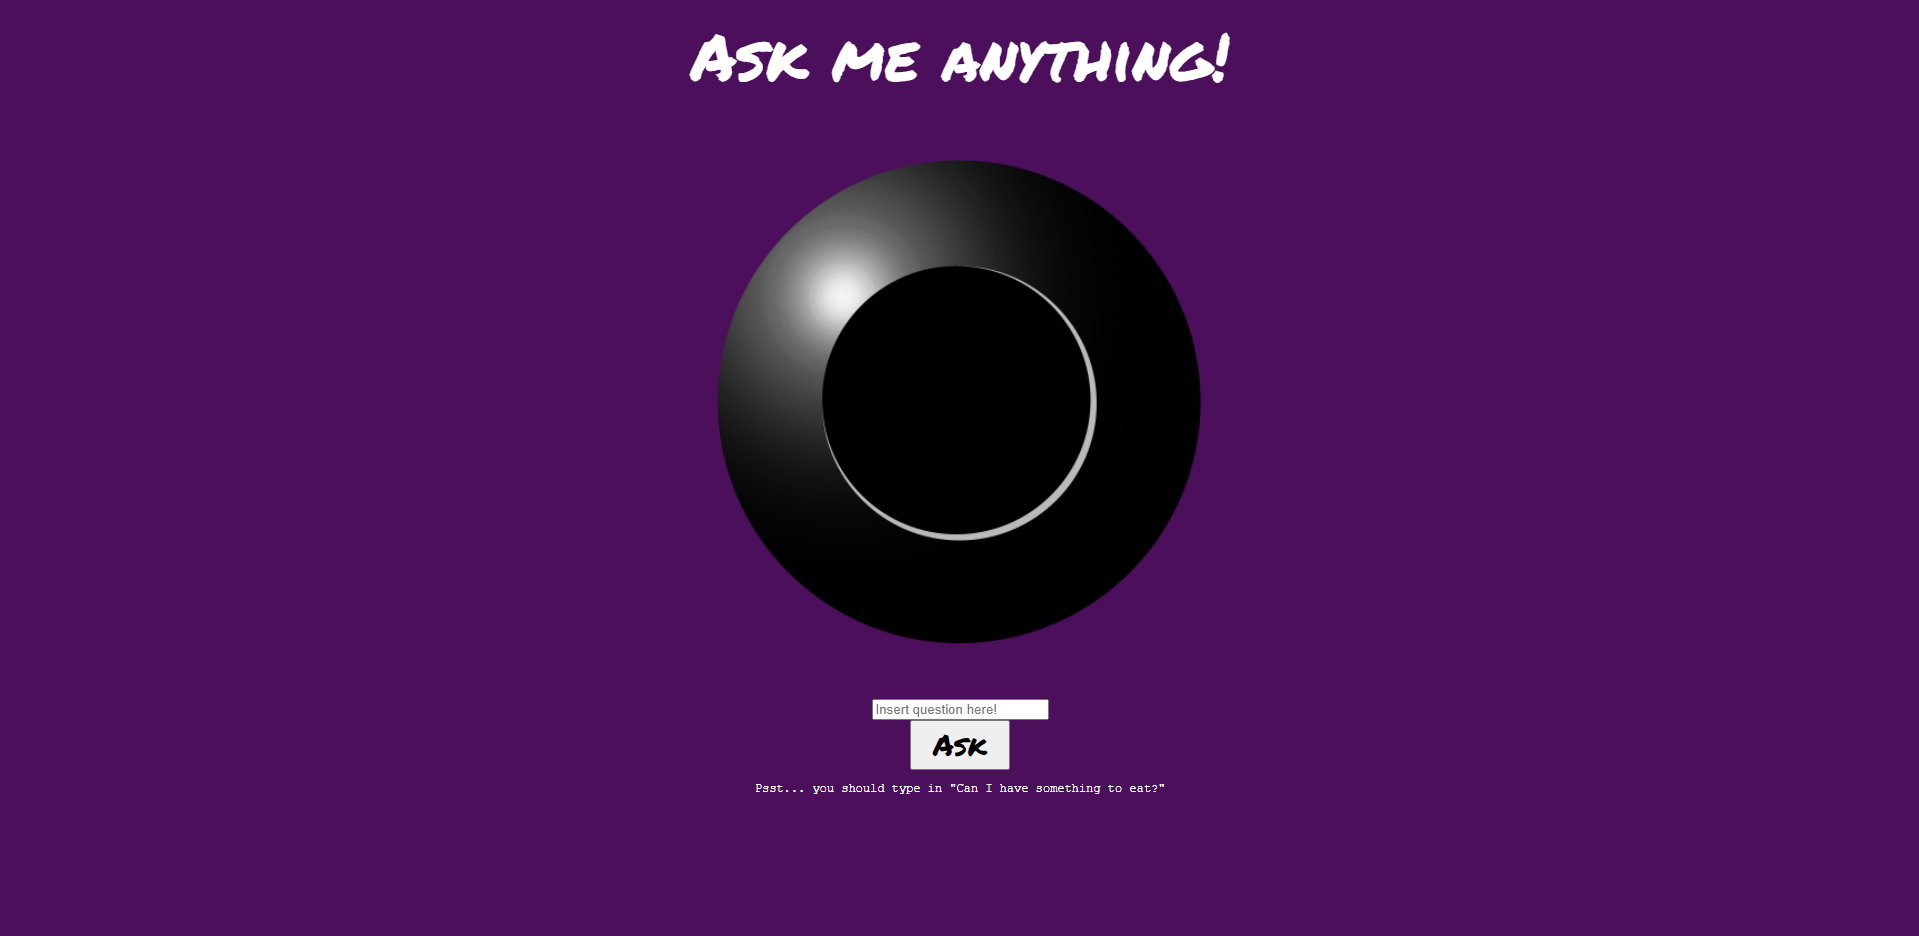 Ask me anything!
Insert question here!
Ask
Psst... you should type in "Can I have something to eat?"